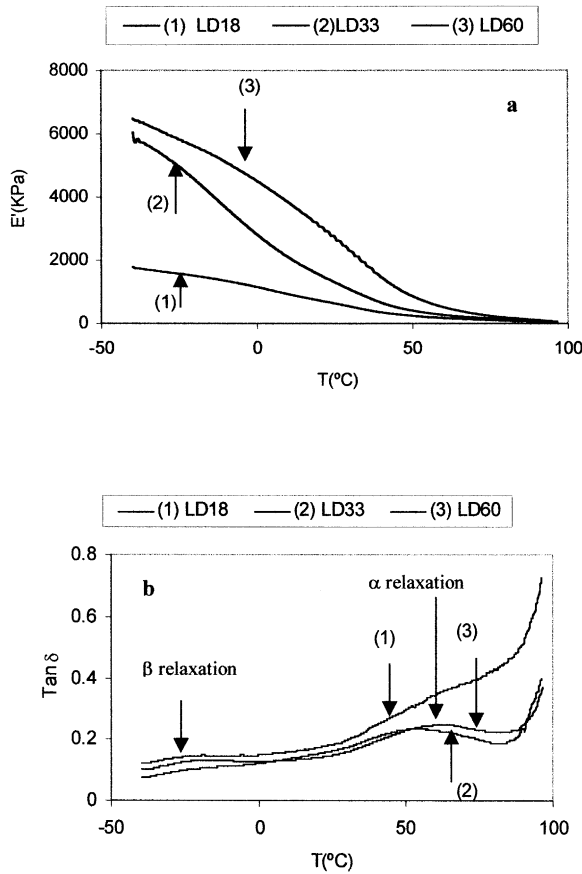 (1) LD18 (2)LD33 (3) LD60
a
8000
6000
4000
2000
0
E'(KPa)
(3)
(2)
(1)
-50 0 50 100
T(ºC)
(1) LD18 (2) LD33 (3) LD60
b
0.8
0.6
0.4
0.2
0
Tan δ
α relaxation
(1)
(3)
β relaxation
(2)
-50 0 50 100
T(ºC)